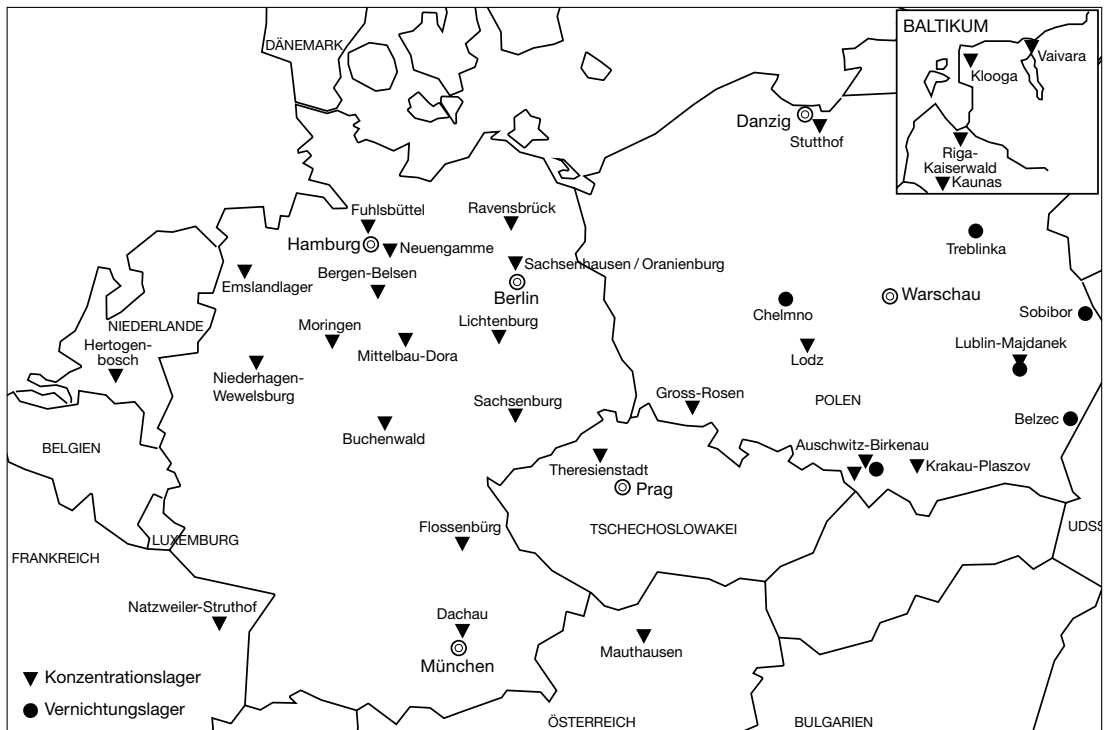 DÄNEMARK
BALTIKUM
Vaivara
Klooga
Riga-
Kaiserwald
Kaunas
Danzig
Stutthof
Fuhlsbüttel
Ravensbrück
Hamburg
Neuengamme
Treblinka
Bergen-Belsen
Sachsenhausen / Oranienburg
Emslandlager
Berlin
Warschau
Chelmno
Sobibor
NIEDERLANDE
Moringen
Lichtenburg
Hertogen-
bosch
Mittelbau-Dora
Lodz
Lublin-Majdanek
Niederhagen-
Wewelsburg
Sachsenburg
Gross-Rosen
POLEN
Belzec
Buchenwald
BELGIEN
Auschwitz-Birkenau
Theresienstadt
Krakau-Plaszov
Prag
Flossenbürg
TSCHECHOSLOWAKEI
UDSS
LUXEMBURG
FRANKREICH
Natzweiler-Struthof
Dachau
München
Mauthausen
Konzentrationslager
Vernichtungslager
ÖSTERREICH
BULGARIEN